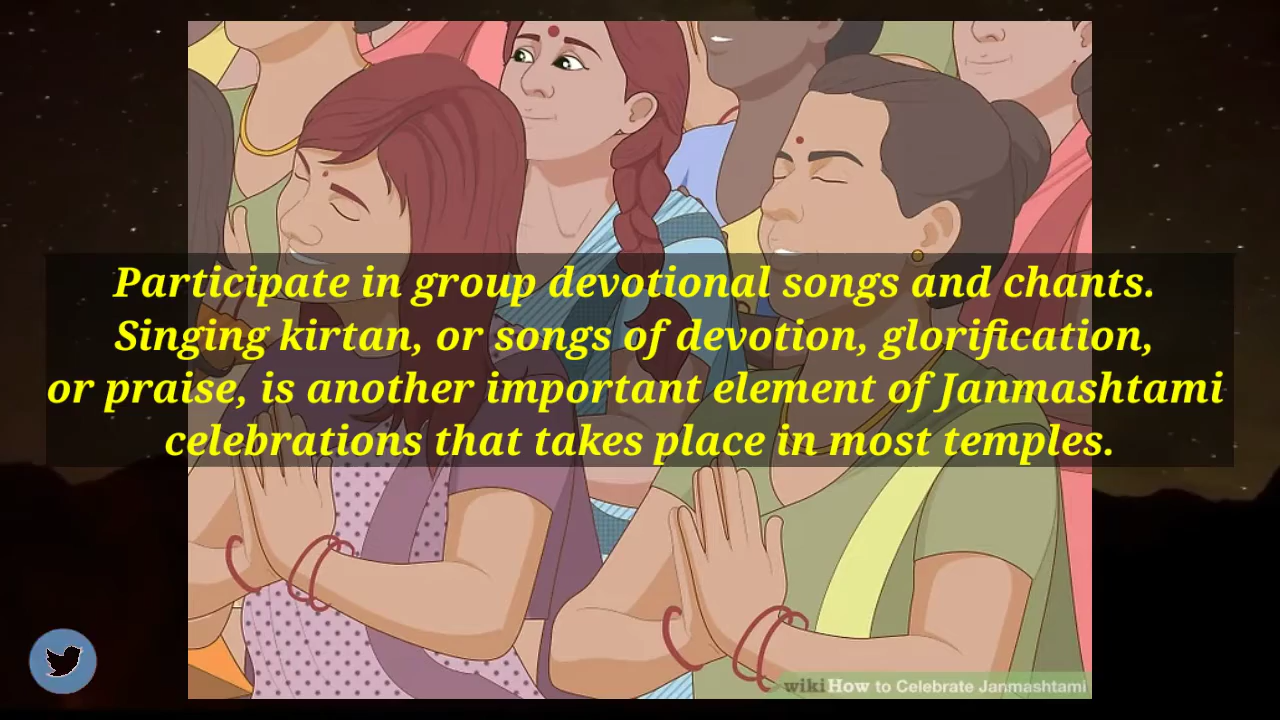 Participate in group devotional songs and chants.
Singing kirtan, or songs of devotion, glorification,
or praise, is another important element of Janmashtami
celebrations that takes place in most temples.
wikiHow to Celebrate Janmashtami